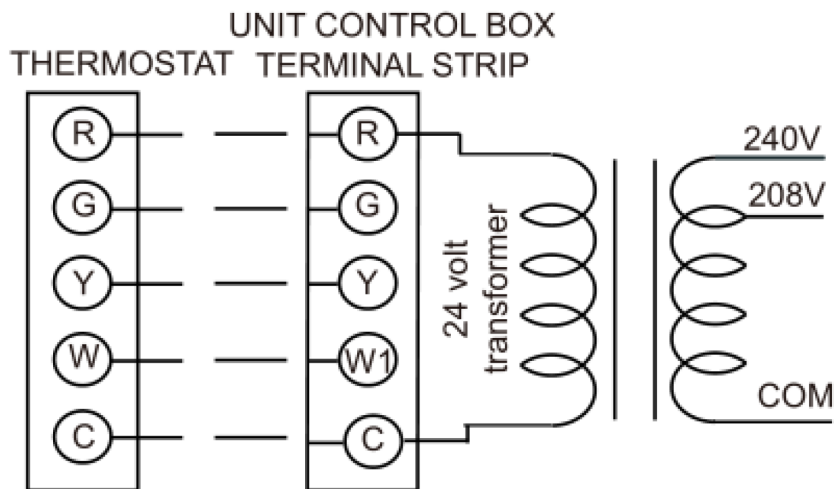 UNIT CONTROL BOX
THERMOSTAT TERMINAL STRIP
R R
G G
Y Y
W W1
C C
24 volt
transformer
240V
208V
COM